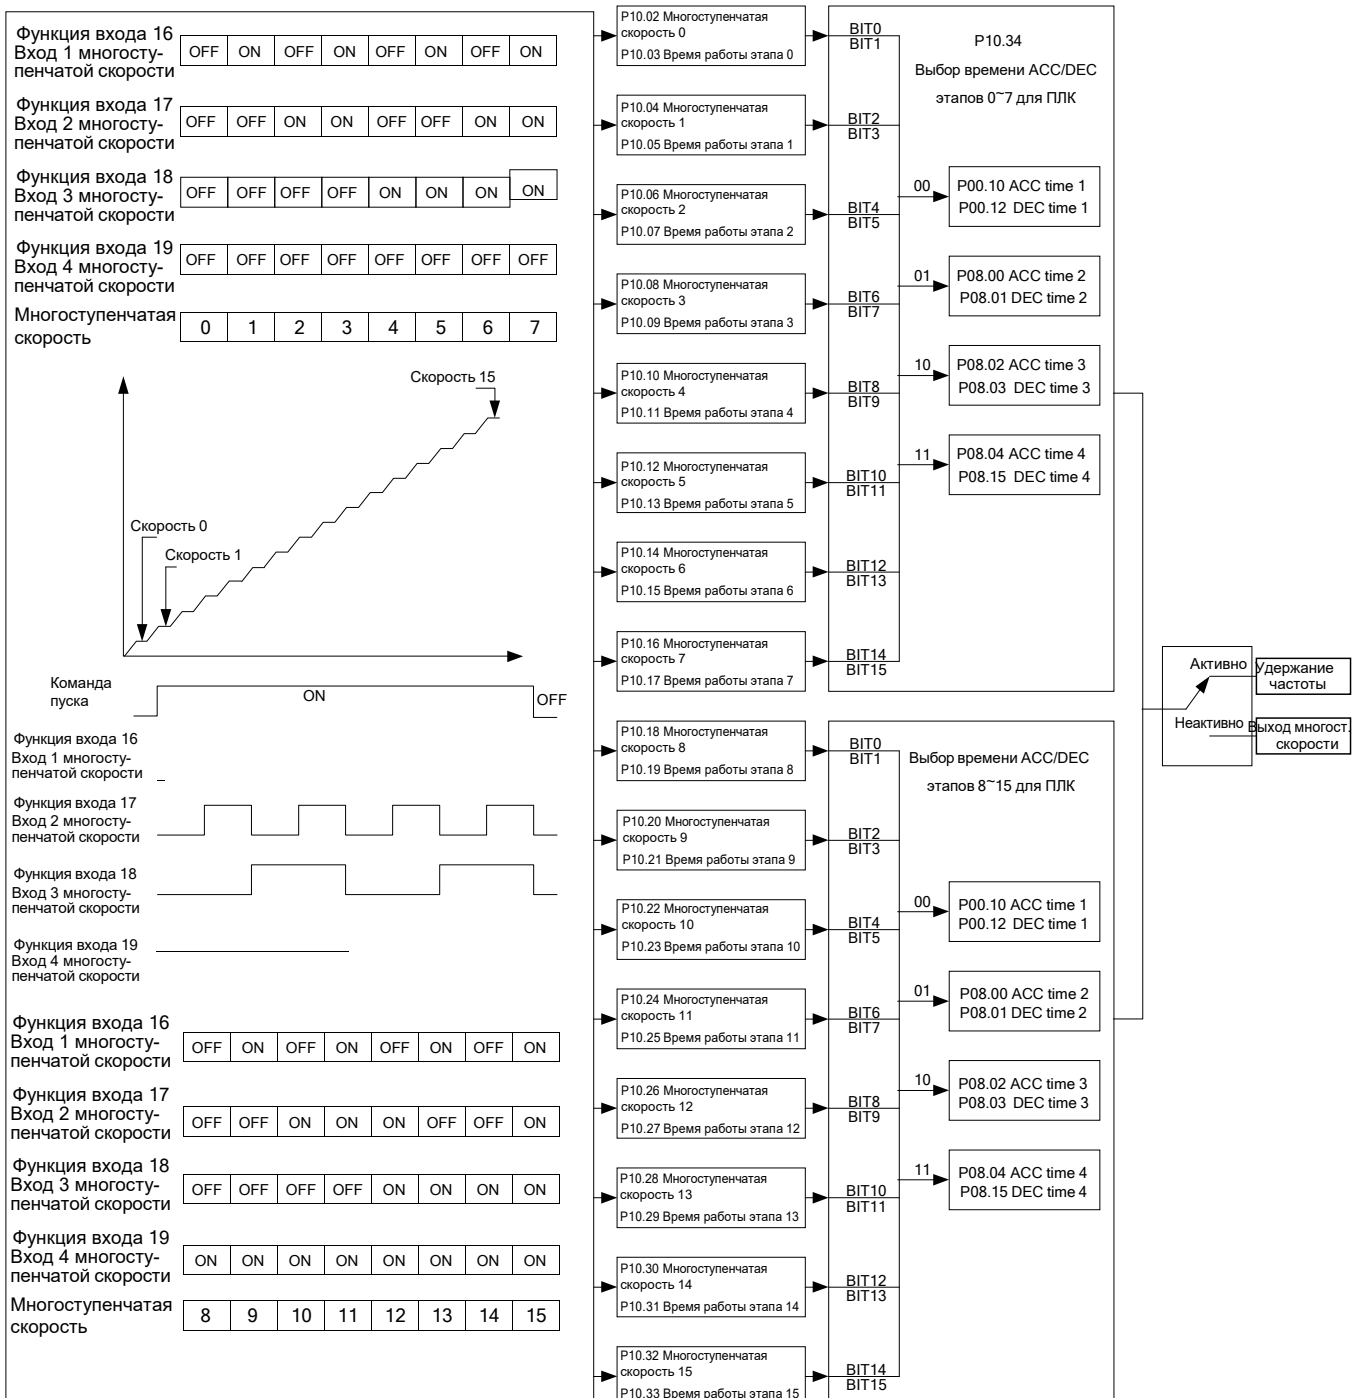 Функция входа 16
Вход 1 многосту-
пенчатой скорости
OFF ON OFF ON OFF ON OFF ON
Функция входа 17
Вход 2 многосту-
пенчатой скорости
OFF OFF ON ON OFF OFF ON ON
Функция входа 18
Вход 3 многосту-
пенчатой скорости
OFF OFF OFF OFF ON ON ON ON
Функция входа 19
Вход 4 многосту-
пенчатой скорости
OFF OFF OFF OFF OFF OFF OFF OFF
Многоступенчатая
скорость
0 1 2 3 4 5 6 7
Скорость 15
Скорость 0
Скорость 1
Команда
пуска
ON
OFF
Функция входа 16
Вход 1 многосту-
пенчатой скорости
Функция входа 17
Вход 2 многосту-
пенчатой скорости
Функция входа 18
Вход 3 многосту-
пенчатой скорости
Функция входа 19
Вход 4 многосту-
пенчатой скорости
Функция входа 16
Вход 1 многосту-
пенчатой скорости
OFF ON OFF ON OFF ON OFF ON
Функция входа 17
Вход 2 многосту-
пенчатой скорости
OFF OFF ON ON ON OFF OFF ON
Функция входа 18
Вход 3 многосту-
пенчатой скорости
OFF OFF OFF OFF ON ON ON ON
Функция входа 19
Вход 4 многосту-
пенчатой скорости
ON ON ON ON ON ON ON ON
Многоступенчатая
скорость
8 9 10 11 12 13 14 15
P10.02 Многоступенчатая
скорость 0
P10.03 Время работы этапа 0
P10.04 Многоступенчатая
скорость 1
P10.05 Время работы этапа 1
P10.06 Многоступенчатая
скорость 2
P10.07 Время работы этапа 2
P10.08 Многоступенчатая
скорость 3
P10.09 Время работы этапа 3
P10.10 Многоступенчатая
скорость 4
P10.11 Время работы этапа 4
P10.12 Многоступенчатая
скорость 5
P10.13 Время работы этапа 5
P10.14 Многоступенчатая
скорость 6
P10.15 Время работы этапа 6
P10.16 Многоступенчатая
скорость 7
P10.17 Время работы этапа 7
P10.18 Многоступенчатая
скорость 8
P10.19 Время работы этапа 8
P10.20 Многоступенчатая
скорость 9
P10.21 Время работы этапа 9
P10.22 Многоступенчатая
скорость 10
P10.23 Время работы этапа 10
P10.24 Многоступенчатая
скорость 11
P10.25 Время работы этапа 11
P10.26 Многоступенчатая
скорость 12
P10.27 Время работы этапа 12
P10.28 Многоступенчатая
скорость 13
P10.29 Время работы этапа 13
P10.30 Многоступенчатая
скорость 14
P10.31 Время работы этапа 14
P10.32 Многоступенчатая
скорость 15
P10.33 Время работы этапа 15
BIT0
BIT1
BIT2
BIT3
BIT4
BIT5
BIT6
BIT7
BIT8
BIT9
BIT10
BIT11
BIT12
BIT13
BIT14
BIT15
P10.34
Выбор времени ACC/DEC
этапов 0~7 для ПЛК
00
P00.10 ACC time 1
P00.12 DEC time 1
01
P08.00 ACC time 2
P08.01 DEC time 2
10
P08.02 ACC time 3
P08.03 DEC time 3
11
P08.04 ACC time 4
P08.15 DEC time 4
BIT0
BIT1
BIT2
BIT3
BIT4
BIT5
BIT6
BIT7
BIT8
BIT9
BIT10
BIT11
BIT12
BIT13
BIT14
BIT15
Выбор времени ACC/DEC
этапов 8~15 для ПЛК
00
P00.10 ACC time 1
P00.12 DEC time 1
01
P08.00 ACC time 2
P08.01 DEC time 2
10
P08.02 ACC time 3
P08.03 DEC time 3
11
P08.04 ACC time 4
P08.15 DEC time 4
Активно
Удержание
частоты
Неактивно
Выход многост.
скорости